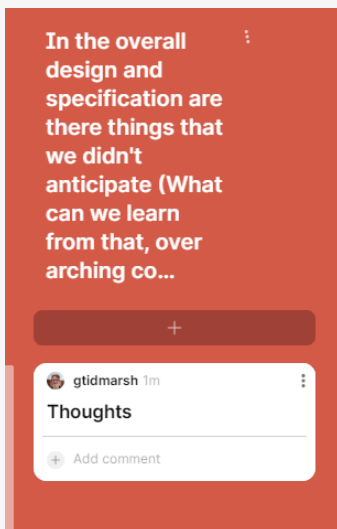 In the overall
design and
specification are
there things that
we didn't
anticipate (What
can we learn
from that, over
arching co...
gtidmarsh 1m
Thoughts
Add comment